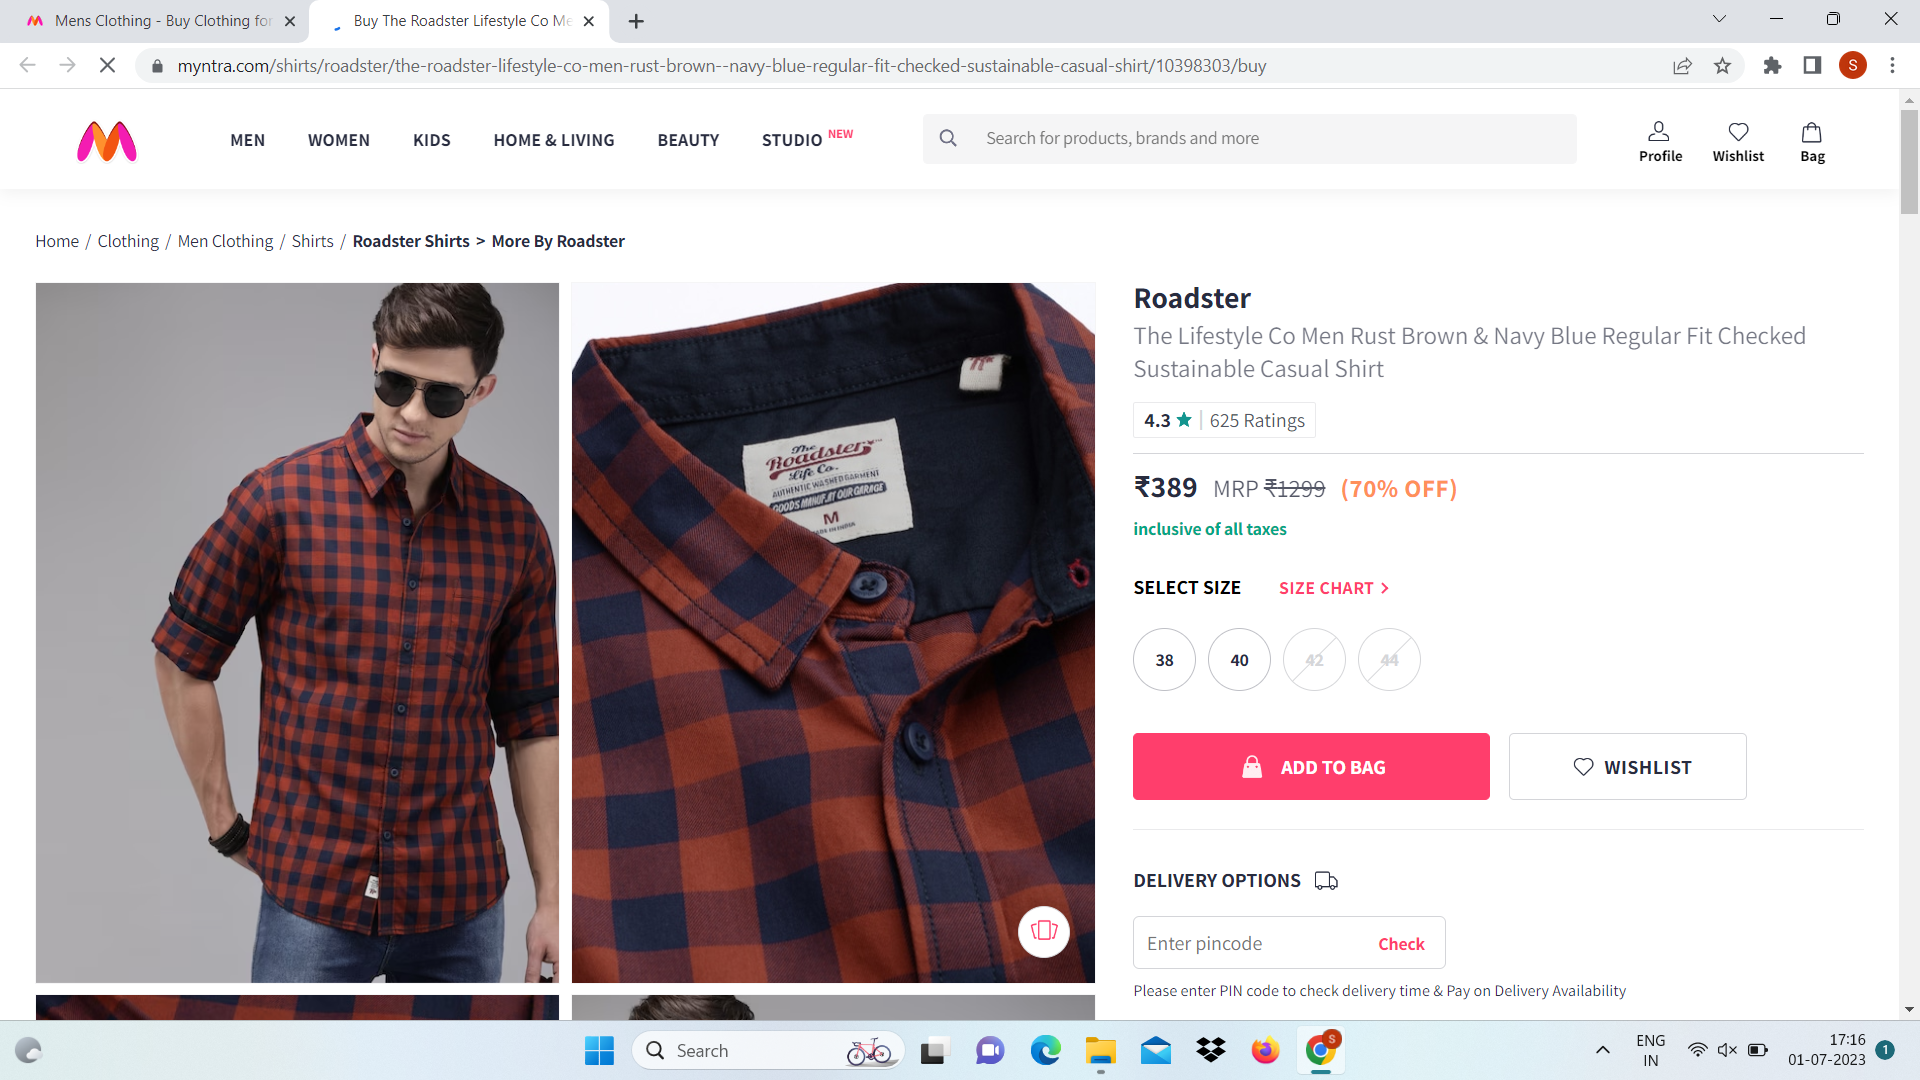 Mens Clothing - Buy Clothing for
Buy The Roadster Lifestyle Co Me
myntra.com/shirts/roadster/the-roadster-lifestyle-co-men-rust-brown--navy-blue-regular-fit-checked-sustainable-casual-shirt/10398303/buy
S
MEN
WOMEN
KIDS
HOME & LIVING
BEAUTY
STUDIO NEW
Search for products, brands and more
Profile
Wishlist
Bag
Home / Clothing / Men Clothing / Shirts / Roadster Shirts > More By Roadster
The
Roadster
Life Co.
AUTHENTIC WASHED GARMENT
GOODS MANUF. AT OUR GARAGE
M
Roadster
The Lifestyle Co Men Rust Brown & Navy Blue Regular Fit Checked
Sustainable Casual Shirt
4.3 ★ | 625 Ratings
₹389 MRP ₹1299 (70% OFF)
inclusive of all taxes
SELECT SIZE
SIZE CHART >
38
40
42
44
ADD TO BAG
WISHLIST
DELIVERY OPTIONS
Enter pincode
Check
Please enter PIN code to check delivery time & Pay on Delivery Availability
Search
S
ENG
IN
17:16
01-07-2023
1